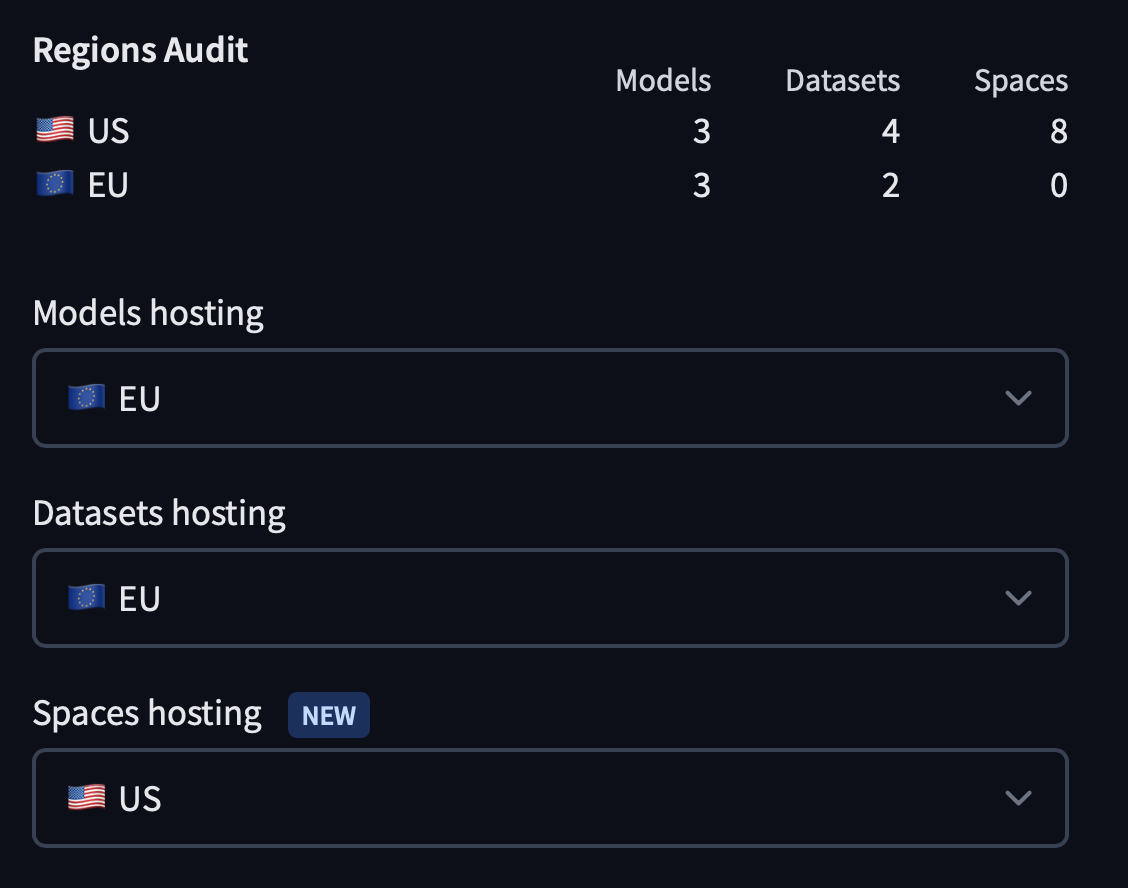 Regions Audit
Models Datasets Spaces
🇺🇸 US 3 4 8
🇪🇺 EU 3 2 0
Models hosting
🇪🇺 EU
Datasets hosting
🇪🇺 EU
Spaces hosting NEW
🇺🇸 US